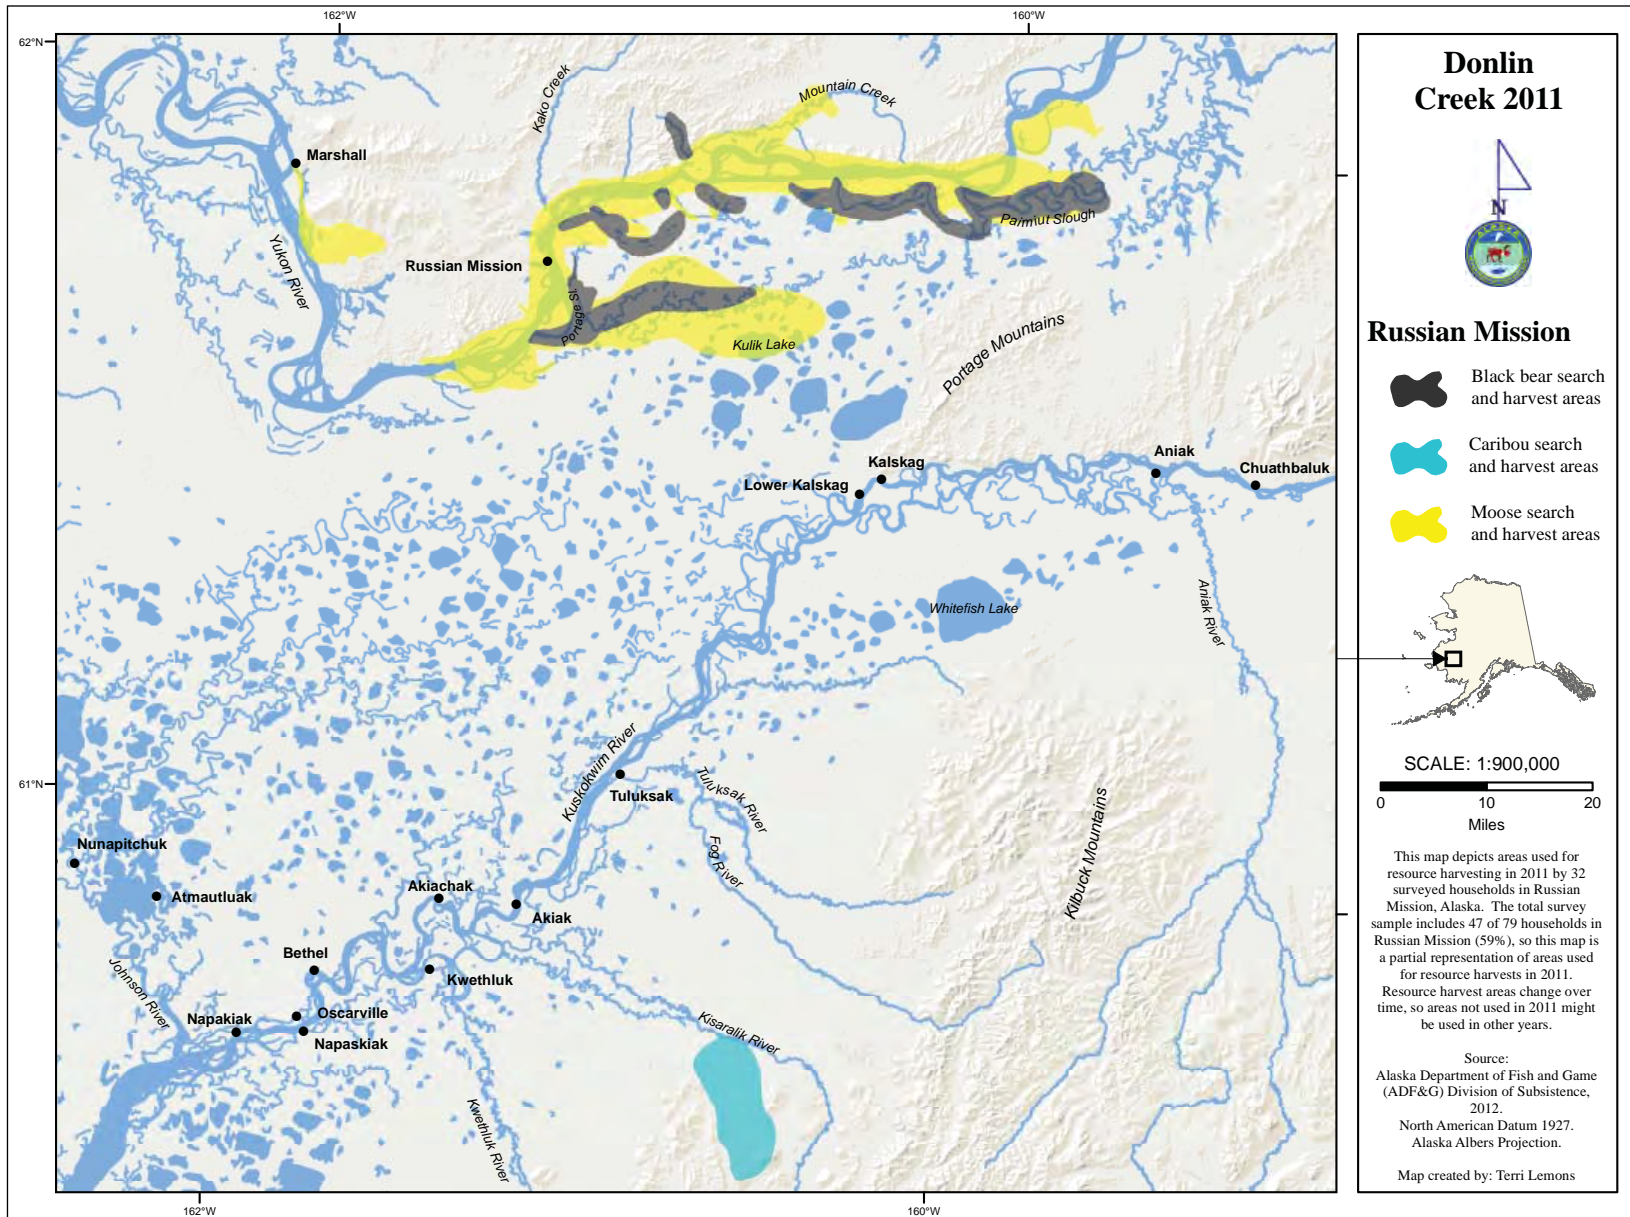 162°W
160°W
62°N
Kako Creek
Mountain Creek
Marshall
Yukon River
Russian Mission
Paimiut Slough
Portage Sl.
Kulik Lake
Portage Mountains
Kalskag
Lower Kalskag
Aniak
Chuathbaluk
Whitefish Lake
Aniak River
Kuskokwim River
61°N
Tuluksak
Tuluksak River
Fog River
Kilbuck Mountains
Nunapitchuk
Atmautluak
Akiachak
Akiak
Bethel
Kwethluk
Johnson River
Oscarville
Napakiak
Napaskiak
Kisaralik River
Kwethluk River
162°W
160°W
Donlin
Creek 2011
N
Russian Mission
Black bear search
and harvest areas
Caribou search
and harvest areas
Moose search
and harvest areas
SCALE: 1:900,000
0 10 20
Miles
This map depicts areas used for
resource harvesting in 2011 by 32
surveyed households in Russian
Mission, Alaska. The total survey
sample includes 47 of 79 households in
Russian Mission (59%), so this map is
a partial representation of areas used
for resource harvests in 2011.
Resource harvest areas change over
time, so areas not used in 2011 might
be used in other years.
Source:
Alaska Department of Fish and Game
(ADF&G) Division of Subsistence,
2012.
North American Datum 1927.
Alaska Albers Projection.
Map created by: Terri Lemons